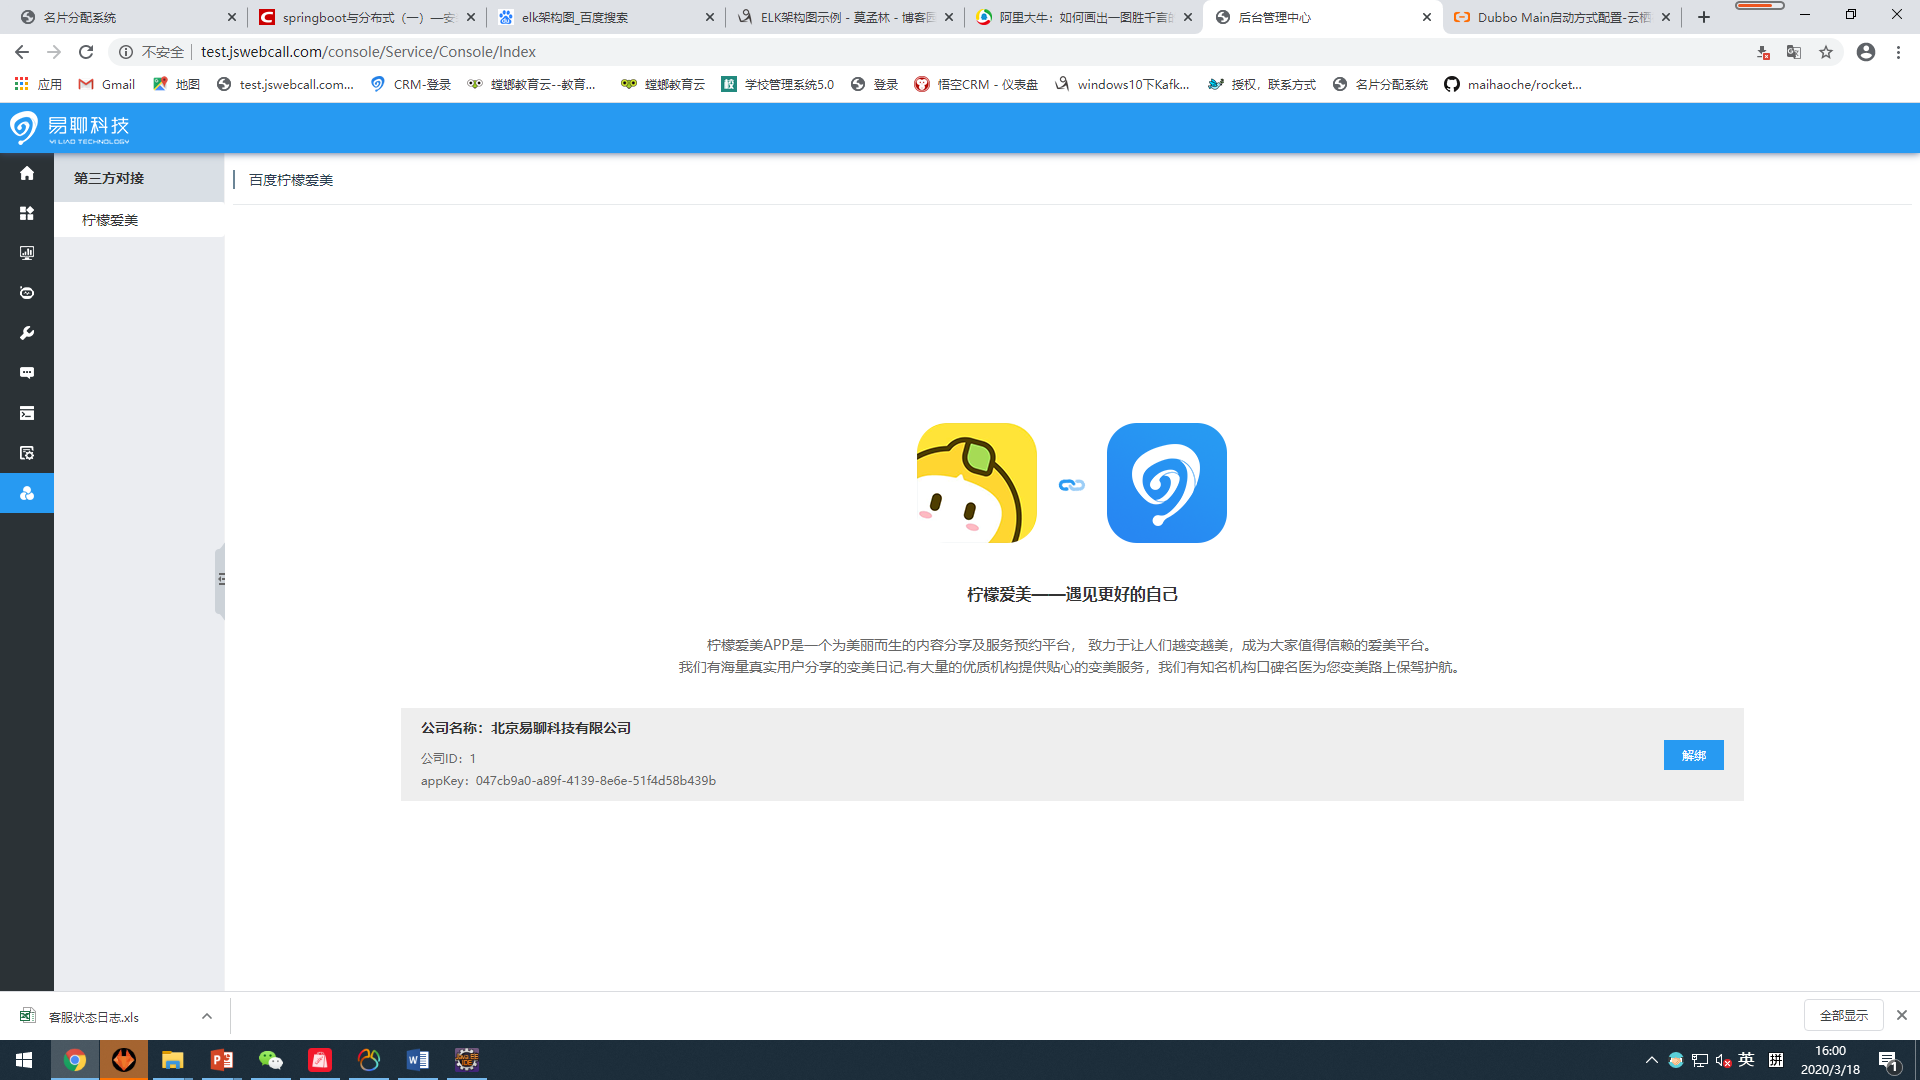 名片分配系统
springboot与分布式（一）—安
elk架构图_百度搜索
ELK架构图示例 - 莫孟林 - 博客园
阿里大牛：如何画出一图胜千言的
后台管理中心
Dubbo Main启动方式配置-云栖
不安全
test.jswebcall.com/console/Service/Console/Index
应用
Gmail
地图
test.jswebcall.com...
CRM-登录
螳螂教育云--教育...
螳螂教育云
学校管理系统5.0
登录
悟空CRM - 仪表盘
windows10下Kafk...
授权，联系方式
名片分配系统
maihaoche/rocket...
易聊科技
YI LIAO TECHNOLOGY
第三方对接
柠檬爱美
百度柠檬爱美
柠檬爱美——遇见更好的自己
柠檬爱美APP是一个为美丽而生的内容分享及服务预约平台， 致力于让人们越变越美，成为大家值得信赖的爱美平台。
我们有海量真实用户分享的变美日记.有大量的优质机构提供贴心的变美服务，我们有知名机构口碑名医为您变美路上保驾护航。
公司名称：北京易聊科技有限公司
公司ID：1
appKey：047cb9a0-a89f-4139-8e6e-51f4d58b439b
解绑
客服状态日志.xls
全部显示
英
拼
16:00
2020/3/18
1